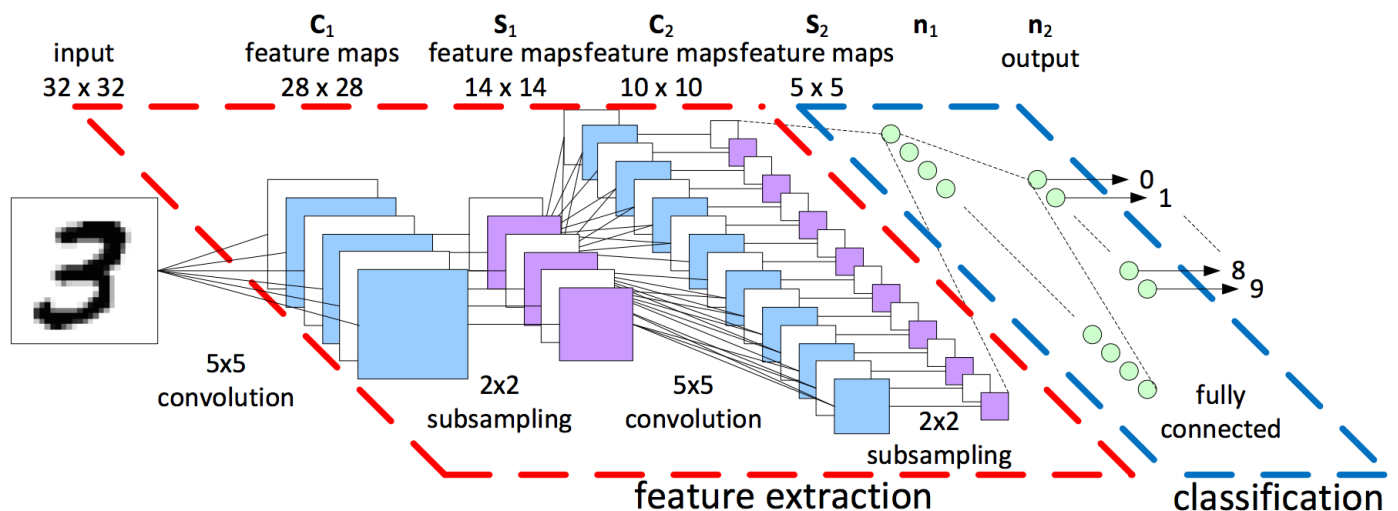 input
32 x 32
C1
feature maps
28 x 28
S1
feature maps
14 x 14
C2
feature maps
10 x 10
S2
feature maps
5 x 5
n1
n2
output
0
1
8
9
5x5
convolution
2x2
subsampling
5x5
convolution
2x2
subsampling
fully
connected
feature extraction
classification
3